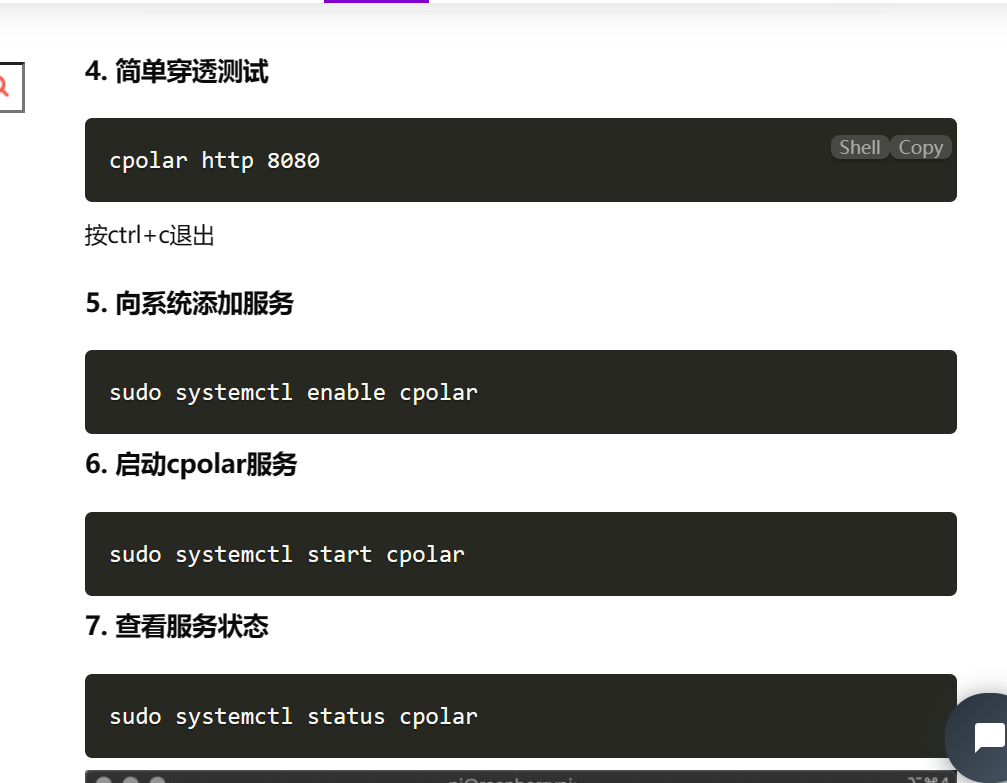 4. 简单穿透测试
Shell Copy
cpolar http 8080
按ctrl+c退出
5. 向系统添加服务
sudo systemctl enable cpolar
6. 启动cpolar服务
sudo systemctl start cpolar
7. 查看服务状态
sudo systemctl status cpolar